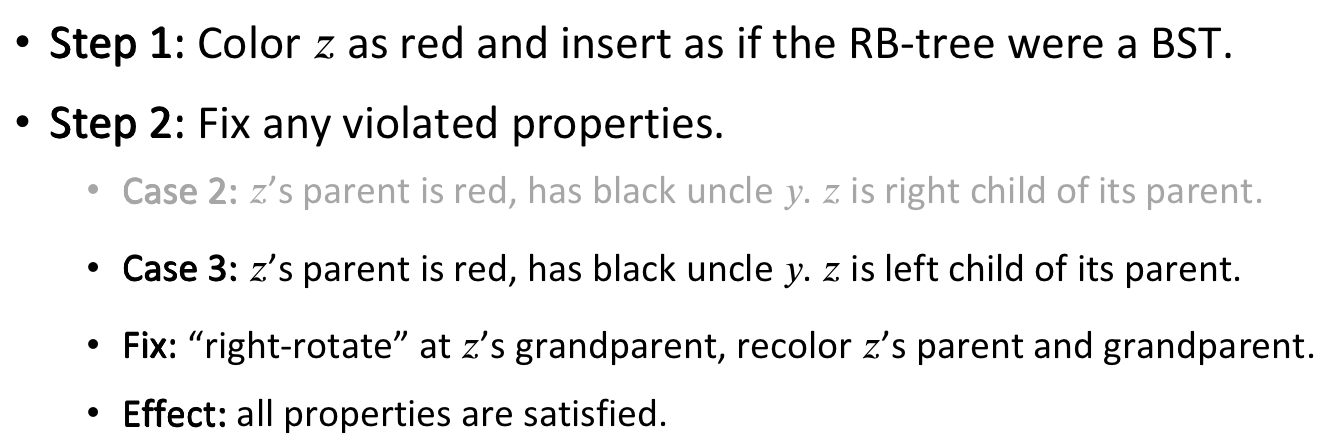 • Step 1: Color z as red and insert as if the RB-tree were a BST.
• Step 2: Fix any violated properties.
• Case 2: z’s parent is red, has black uncle y. z is right child of its parent.
• Case 3: z’s parent is red, has black uncle y. z is left child of its parent.
• Fix: “right-rotate” at z’s grandparent, recolor z’s parent and grandparent.
• Effect: all properties are satisfied.